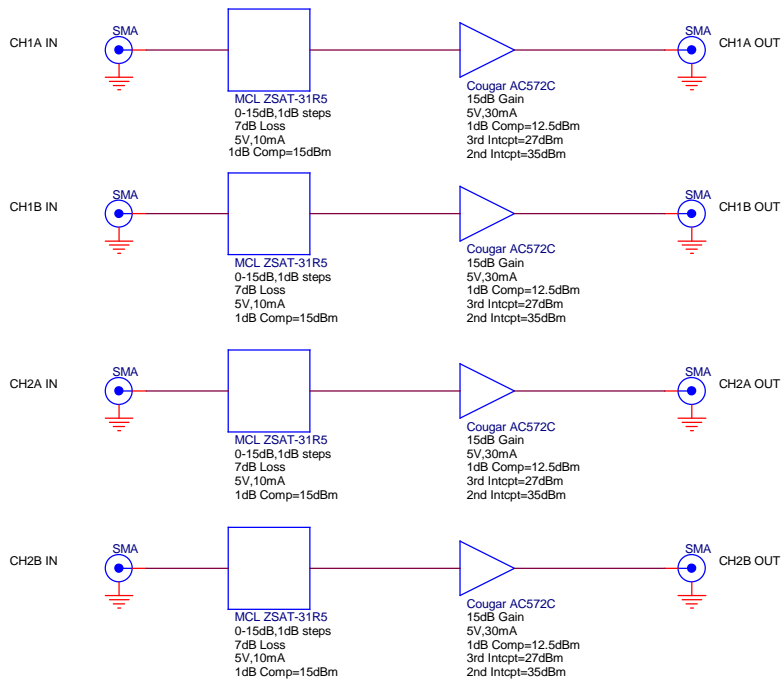 CH1A IN
SMA
MCL ZSAT-31R5
0-15dB,1dB steps
7dB Loss
5V,10mA
1dB Comp=15dBm
Cougar AC572C
15dB Gain
5V,30mA
1dB Comp=12.5dBm
3rd Intcpt=27dBm
2nd Intcpt=35dBm
SMA
CH1A OUT
CH1B IN
SMA
MCL ZSAT-31R5
0-15dB,1dB steps
7dB Loss
5V,10mA
1dB Comp=15dBm
Cougar AC572C
15dB Gain
5V,30mA
1dB Comp=12.5dBm
3rd Intcpt=27dBm
2nd Intcpt=35dBm
SMA
CH1B OUT
CH2A IN
SMA
MCL ZSAT-31R5
0-15dB,1dB steps
7dB Loss
5V,10mA
1dB Comp=15dBm
Cougar AC572C
15dB Gain
5V,30mA
1dB Comp=12.5dBm
3rd Intcpt=27dBm
2nd Intcpt=35dBm
SMA
CH2A OUT
CH2B IN
SMA
MCL ZSAT-31R5
0-15dB,1dB steps
7dB Loss
5V,10mA
1dB Comp=15dBm
Cougar AC572C
15dB Gain
5V,30mA
1dB Comp=12.5dBm
3rd Intcpt=27dBm
2nd Intcpt=35dBm
SMA
CH2B OUT